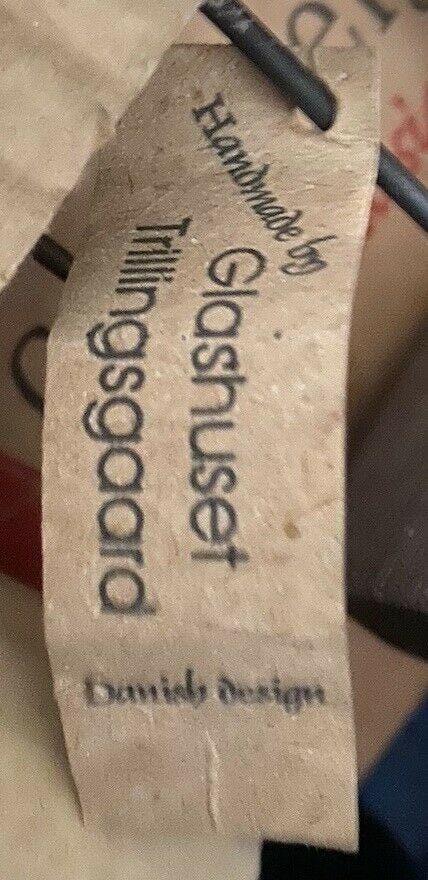 Handmade by
Glashuset
Trillingsgaard
Danish design